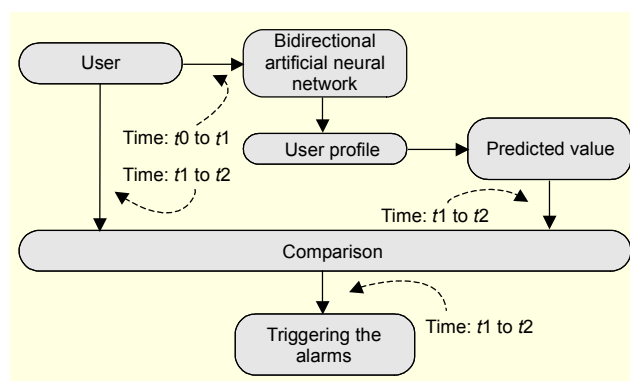 User
Bidirectional
artificial neural
network
Time: t0 to t1
User profile
Predicted value
Time: t1 to t2
Time: t1 to t2
Comparison
Triggering the
alarms
Time: t1 to t2